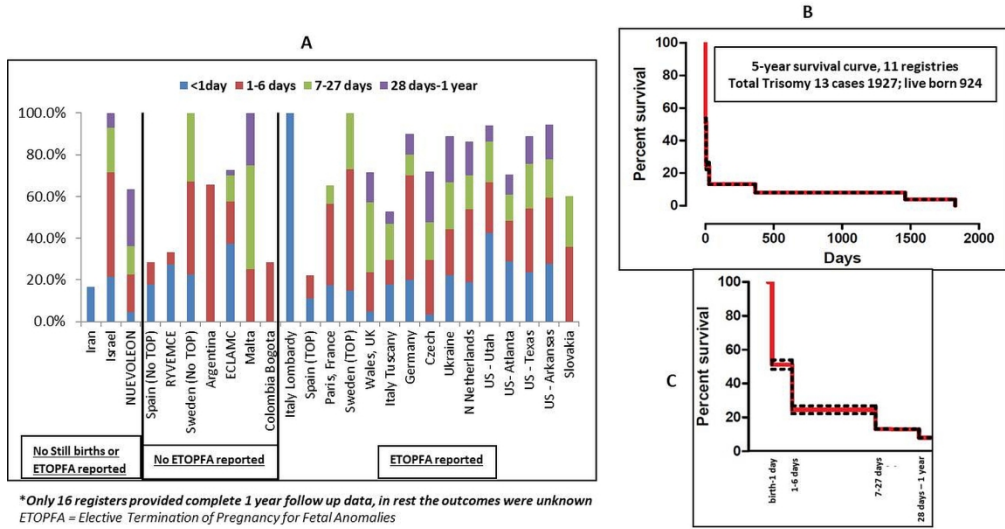 A
<1day
1-6 days
7-27 days
28 days-1 year
100.0%
80.0%
60.0%
40.0%
20.0%
0.0%
Iran
Israel
NUEVOLEON
Spain (No TOP)
RYVEMCE
Sweden (No TOP)
Argentina
ECLAMC
Malta
Colombia Bogota
Italy Lombardy
Spain (TOP)
Paris, France
Sweden (TOP)
Wales, UK
Italy Tuscany
Germany
Czech
Ukraine
N Netherlands
US - Utah
US- Atlanta
US - Texas
US - Arkansas
Slovakia
No Still births or
ETOPFA reported
No ETOPFA reported
ETOPFA reported
*Only 16 registers provided complete 1 year follow up data, in rest the outcomes were unknown
ETOPFA = Elective Termination of Pregnancy for Fetal Anomalies
B
5-year survival curve, 11 registries
Total Trisomy 13 cases 1927; live born 924
Percent survival
100
80
60
40
20
0
0
500
1000
1500
2000
Days
C
Percent survival
100
80
60
40
20
0
birth-1 day
1-6 days
7-27 days
28 days – 1 year